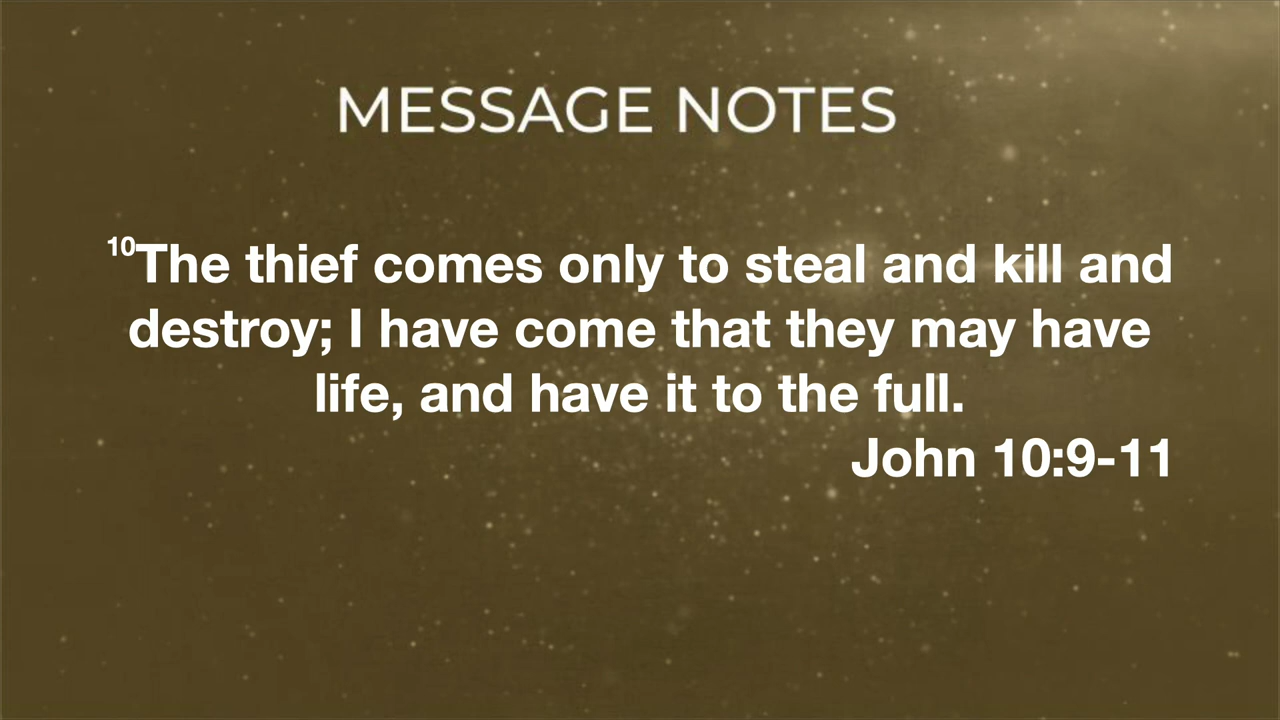 MESSAGE NOTES
10The thief comes only to steal and kill and
destroy; I have come that they may have
life, and have it to the full.
John 10:9-11